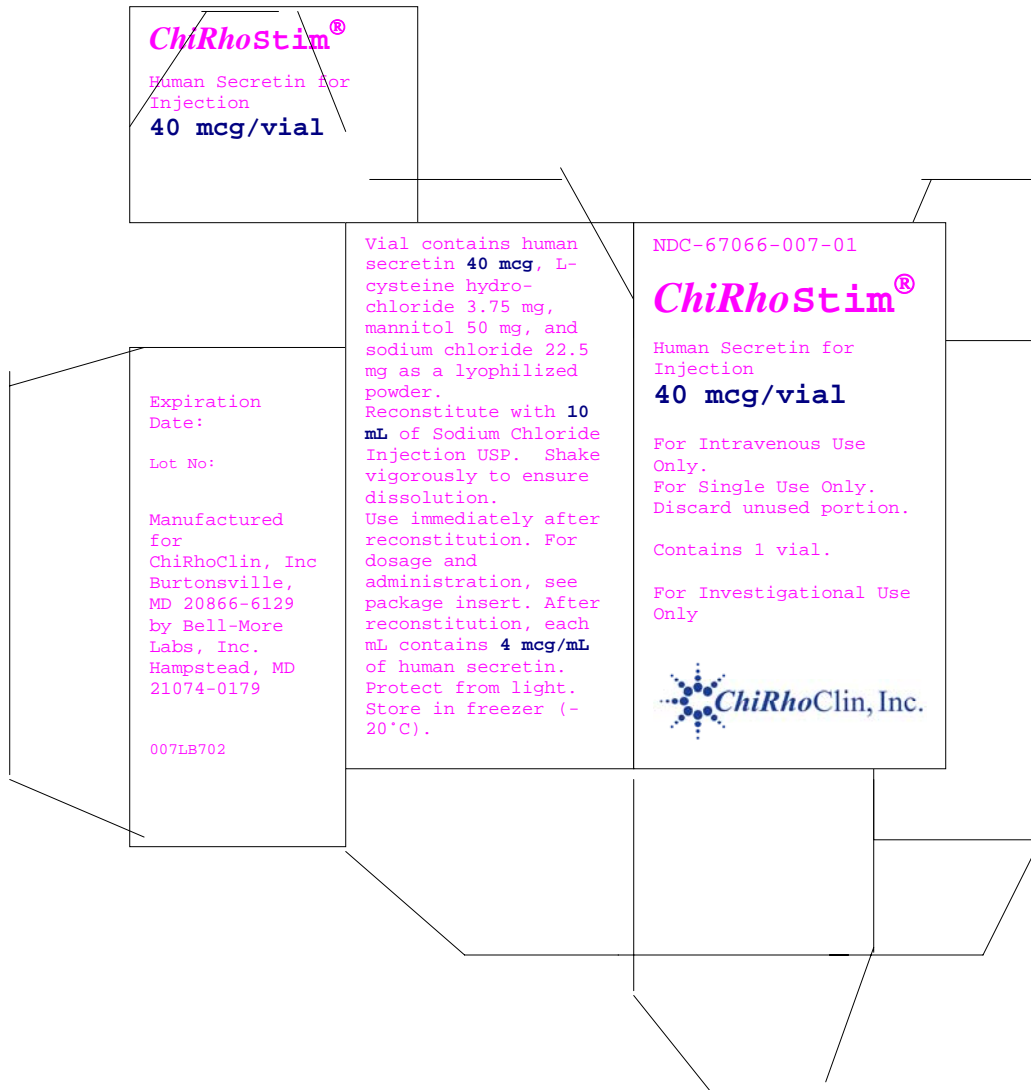 ChiRhoStim®
Human Secretin for
Injection
40 mcg/vial
Expiration
Date:
Lot No:
Manufactured
for
ChiRhoClin, Inc
Burtonsville,
MD 20866-6129
by Bell-More
Labs, Inc.
Hampstead, MD
21074-0179
007LB702
Vial contains human
secretin 40 mcg, L-
cysteine hydro-
chloride 3.75 mg,
mannitol 50 mg, and
sodium chloride 22.5
mg as a lyophilized
powder.
Reconstitute with 10
mL of Sodium Chloride
Injection USP.  Shake
vigorously to ensure
dissolution.
Use immediately after
reconstitution. For
dosage and
administration, see
package insert. After
reconstitution, each
mL contains 4 mcg/mL
of human secretin.
Protect from light.
Store in freezer (-
20°C).
NDC-67066-007-01
ChiRhoStim®
Human Secretin for
Injection
40 mcg/vial
For Intravenous Use
Only.
For Single Use Only.
Discard unused portion.
Contains 1 vial.
For Investigational Use
Only
ChiRhoClin, Inc.